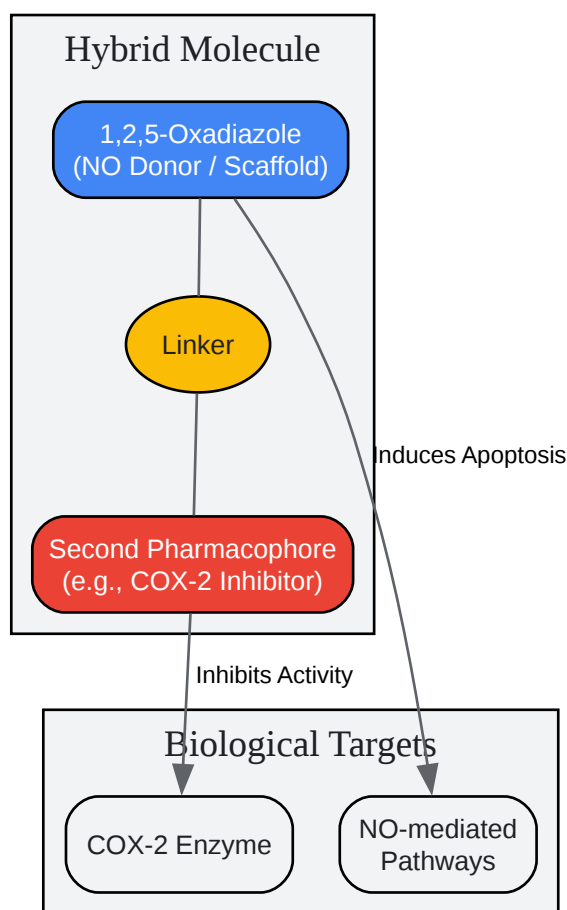 Hybrid Molecule
1,2,5-Oxadiazole
(NO Donor / Scaffold)
Linker
Induces Apoptosis
Second Pharmacophore
(e.g., COX-2 Inhibitor)
Inhibits Activity
Biological Targets
COX-2 Enzyme
NO-mediated
Pathways